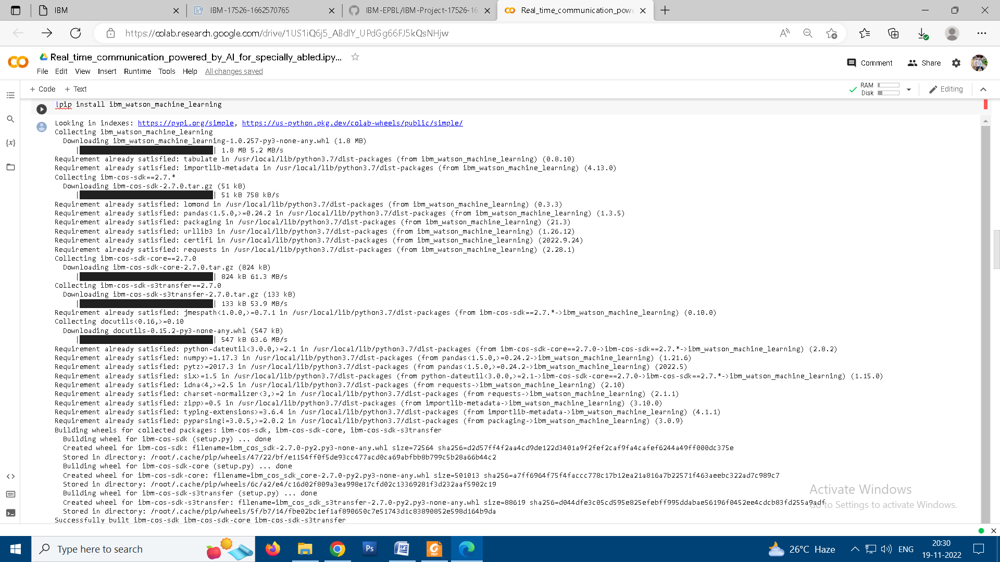 IBM
IBM-17526-1662570765
IBM-EPBL/IBM-Project-17526-16
Real_time_communication_powe
https://colab.research.google.com/drive/1US1iQ6j5_ABdlY_UPdGg66FJ5kQsNHjw
Real_time_communication_powered_by_AI_for_specially_abled.ipy...
Comment
Share
File Edit View Insert Runtime Tools Help All changes saved
+ Code + Text
RAM
Disk
Editing
!pip install ibm_watson_machine_learning
Looking in indexes: https://pypi.org/simple, https://us-python.pkg.dev/colab-wheels/public/simple/
Collecting ibm_watson_machine_learning
Downloading ibm_watson_machine_learning-1.0.257-py3-none-any.whl (1.8 MB)
| | 1.8 MB 5.2 MB/s
Requirement already satisfied: tabulate in /usr/local/lib/python3.7/dist-packages (from ibm_watson_machine_learning) (0.8.10)
Requirement already satisfied: importlib-metadata in /usr/local/lib/python3.7/dist-packages (from ibm_watson_machine_learning) (4.13.0)
Collecting ibm-cos-sdk==2.7.*
Downloading ibm-cos-sdk-2.7.0.tar.gz (51 kB)
| | 51 kB 758 kB/s
Requirement already satisfied: lomond in /usr/local/lib/python3.7/dist-packages (from ibm_watson_machine_learning) (0.3.3)
Requirement already satisfied: pandas<1.5.0,>=0.24.2 in /usr/local/lib/python3.7/dist-packages (from ibm_watson_machine_learning) (1.3.5)
Requirement already satisfied: packaging in /usr/local/lib/python3.7/dist-packages (from ibm_watson_machine_learning) (21.3)
Requirement already satisfied: urllib3 in /usr/local/lib/python3.7/dist-packages (from ibm_watson_machine_learning) (1.26.12)
Requirement already satisfied: certifi in /usr/local/lib/python3.7/dist-packages (from ibm_watson_machine_learning) (2022.9.24)
Requirement already satisfied: requests in /usr/local/lib/python3.7/dist-packages (from ibm_watson_machine_learning) (2.28.1)
Collecting ibm-cos-sdk-core==2.7.0
Downloading ibm-cos-sdk-core-2.7.0.tar.gz (824 kB)
| | 824 kB 61.3 MB/s
Collecting ibm-cos-sdk-s3transfer==2.7.0
Downloading ibm-cos-sdk-s3transfer-2.7.0.tar.gz (133 kB)
| | 133 kB 53.9 MB/s
Requirement already satisfied: jmespath<1.0.0,>=0.7.1 in /usr/local/lib/python3.7/dist-packages (from ibm-cos-sdk==2.7.*->ibm_watson_machine_learning) (0.10.0)
Collecting docutils<0.16,>=0.10
Downloading docutils-0.15.2-py3-none-any.whl (547 kB)
| | 547 kB 63.6 MB/s
Requirement already satisfied: python-dateutil<3.0.0,>=2.1 in /usr/local/lib/python3.7/dist-packages (from ibm-cos-sdk-core==2.7.0->ibm-cos-sdk==2.7.*->ibm_watson_machine_learning) (2.8.2)
Requirement already satisfied: numpy>=1.17.3 in /usr/local/lib/python3.7/dist-packages (from pandas<1.5.0,>=0.24.2->ibm_watson_machine_learning) (1.21.6)
Requirement already satisfied: pytz>=2017.3 in /usr/local/lib/python3.7/dist-packages (from pandas<1.5.0,>=0.24.2->ibm_watson_machine_learning) (2022.5)
Requirement already satisfied: six>=1.5 in /usr/local/lib/python3.7/dist-packages (from python-dateutil<3.0.0,>=2.1->ibm-cos-sdk-core==2.7.0->ibm-cos-sdk==2.7.*->ibm_watson_machine_learning) (1.15.0)
Requirement already satisfied: idna<4,>=2.5 in /usr/local/lib/python3.7/dist-packages (from requests->ibm_watson_machine_learning) (2.10)
Requirement already satisfied: charset-normalizer<3,>=2 in /usr/local/lib/python3.7/dist-packages (from requests->ibm_watson_machine_learning) (2.1.1)
Requirement already satisfied: zipp>=0.5 in /usr/local/lib/python3.7/dist-packages (from importlib-metadata->ibm_watson_machine_learning) (3.10.0)
Requirement already satisfied: typing-extensions>=3.6.4 in /usr/local/lib/python3.7/dist-packages (from importlib-metadata->ibm_watson_machine_learning) (4.1.1)
Requirement already satisfied: pyparsing!=3.0.5,>=2.0.2 in /usr/local/lib/python3.7/dist-packages (from packaging->ibm_watson_machine_learning) (3.0.9)
Building wheels for collected packages: ibm-cos-sdk, ibm-cos-sdk-core, ibm-cos-sdk-s3transfer
Building wheel for ibm-cos-sdk (setup.py) ... done
Created wheel for ibm-cos-sdk: filename=ibm_cos_sdk-2.7.0-py2.py3-none-any.whl size=72564 sha256=d2d57ff4f2aa4cd9de122d3401a9f2fef2caf9fa4cafef6244a49ff000dc375e
Stored in directory: /root/.cache/pip/wheels/47/22/bf/e1154ff0f5de93cc477acd0ca69abfbb8b799c5b28a66b44c2
Building wheel for ibm-cos-sdk-core (setup.py) ... done
Created wheel for ibm-cos-sdk-core: filename=ibm_cos_sdk_core-2.7.0-py2.py3-none-any.whl size=501013 sha256=a7ff6964f75f4faccc778c17b12ea21a816a7b22571f463aeebc322ad7c989c7
Stored in directory: /root/.cache/pip/wheels/6c/a2/e4/c16d02f809a3ea998e17cfd02c13369281f3d232aaf5902c19
Building wheel for ibm-cos-sdk-s3transfer (setup.py) ... done
Created wheel for ibm-cos-sdk-s3transfer: filename=ibm_cos_sdk_s3transfer-2.7.0-py2.py3-none-any.whl size=88619 sha256=d044dfe3c05cd595e825efebff995ddabae56196f0452ee4cdcb83fd255a9adf
Stored in directory: /root/.cache/pip/wheels/5f/b7/14/fbe02bc1ef1af890650c7e51743d1c83890852e598d164b9da
Successfully built ibm-cos-sdk ibm-cos-sdk-core ibm-cos-sdk-s3transfer
Activate Windows
Go to Settings to activate Windows.
Type here to search
Ps
PDF
26°C Haze
ENG
20:30
19-11-2022